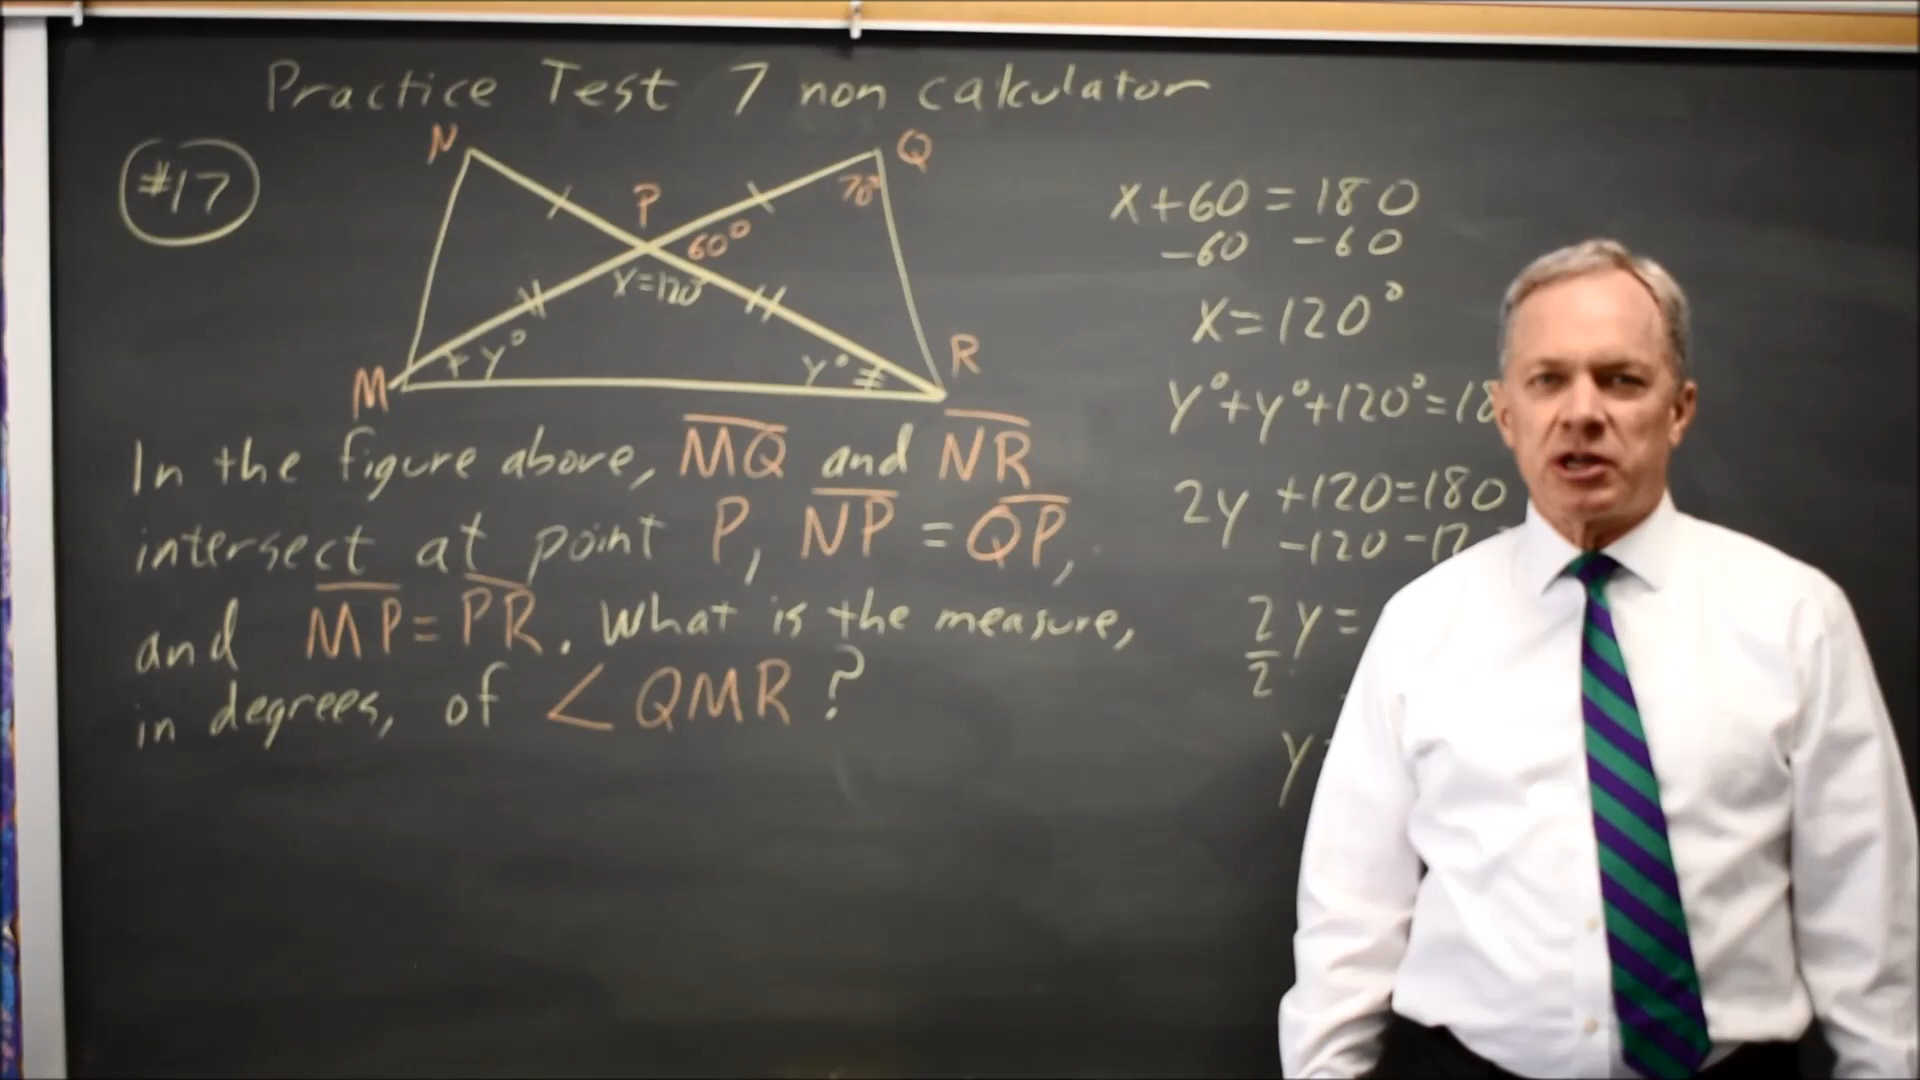 Practice Test 7 non calculator
#17
N
Q
P
70°
60°
X=120°
y°
y°
M
R
In the figure above, MQ and NR
intersect at point P, NP = QP,
and MP = PR. What is the measure,
in degrees, of ∠QMR?
X+60=180
-60 -60
X=120°
y°+y°+120°=18
2y +120=180
-120 -12
2y=
2
y=